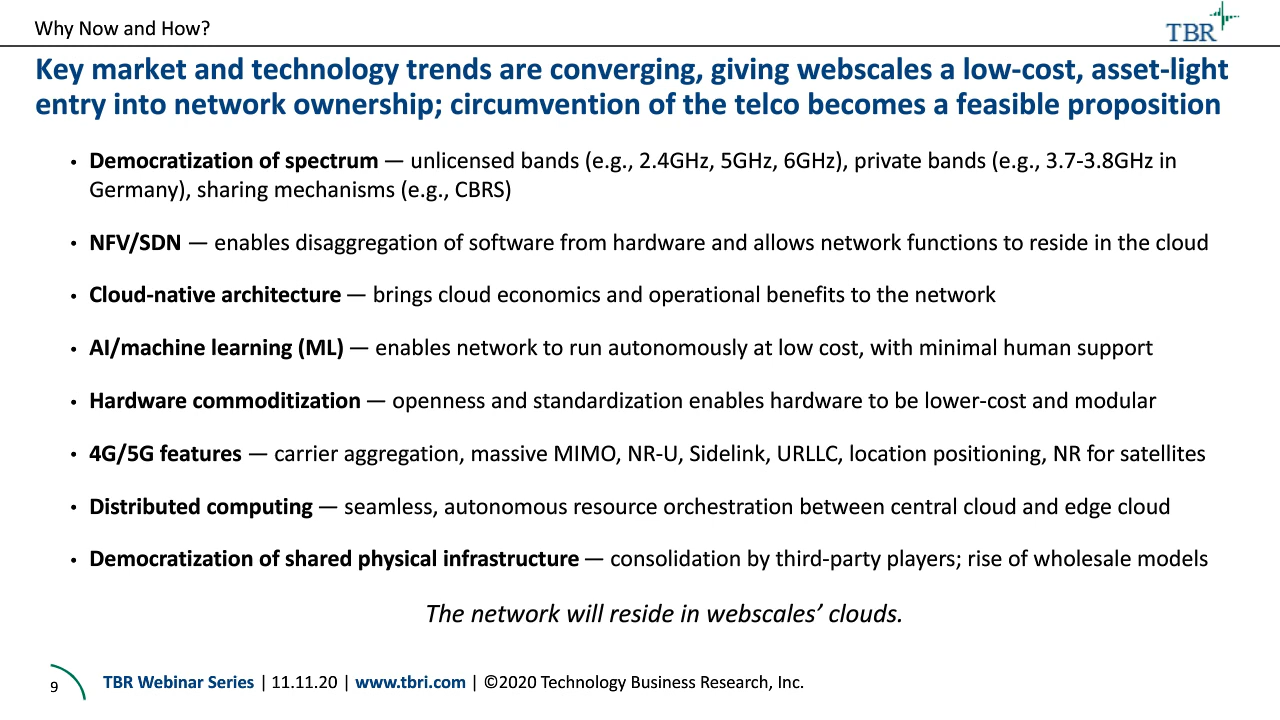 Why Now and How?
TBR
Key market and technology trends are converging, giving webscales a low-cost, asset-light
entry into network ownership; circumvention of the telco becomes a feasible proposition
• Democratization of spectrum — unlicensed bands (e.g., 2.4GHz, 5GHz, 6GHz), private bands (e.g., 3.7-3.8GHz in
Germany), sharing mechanisms (e.g., CBRS)
• NFV/SDN — enables disaggregation of software from hardware and allows network functions to reside in the cloud
• Cloud-native architecture — brings cloud economics and operational benefits to the network
• AI/machine learning (ML) — enables network to run autonomously at low cost, with minimal human support
• Hardware commoditization — openness and standardization enables hardware to be lower-cost and modular
• 4G/5G features — carrier aggregation, massive MIMO, NR-U, Sidelink, URLLC, location positioning, NR for satellites
• Distributed computing — seamless, autonomous resource orchestration between central cloud and edge cloud
• Democratization of shared physical infrastructure — consolidation by third-party players; rise of wholesale models
The network will reside in webscales’ clouds.
9 TBR Webinar Series | 11.11.20 | www.tbri.com | ©2020 Technology Business Research, Inc.